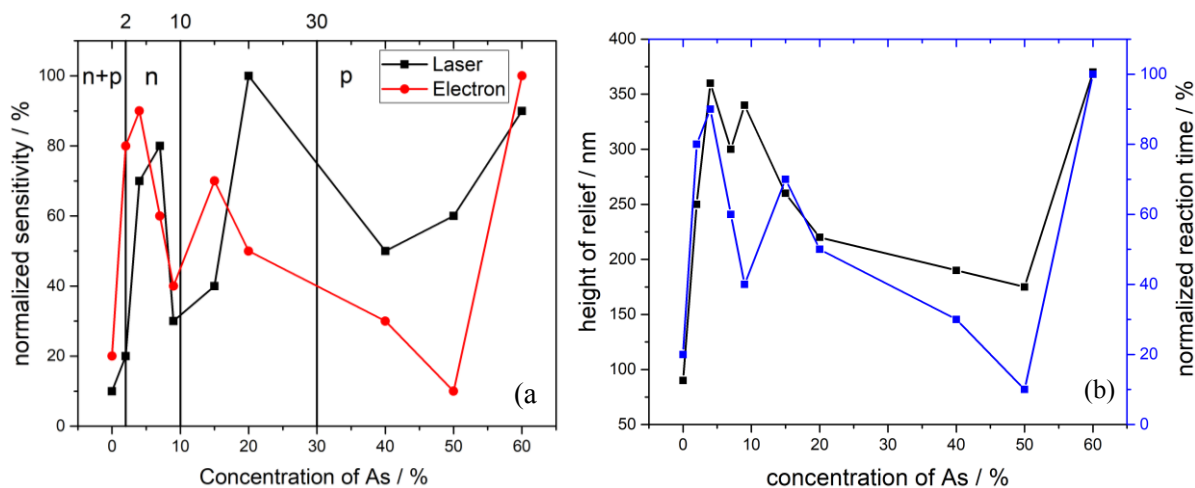 2 10 30
n+p n p
Laser
Electron
100
80
60
40
20
0
0 10 20 30 40 50 60
normalized sensitivity / %
Concentration of As / %
(a
400
350
300
250
200
150
100
50
0 10 20 30 40 50 60
height of relief / nm
concentration of As / %
100
80
60
40
20
0
normalized reaction time / %
(b)